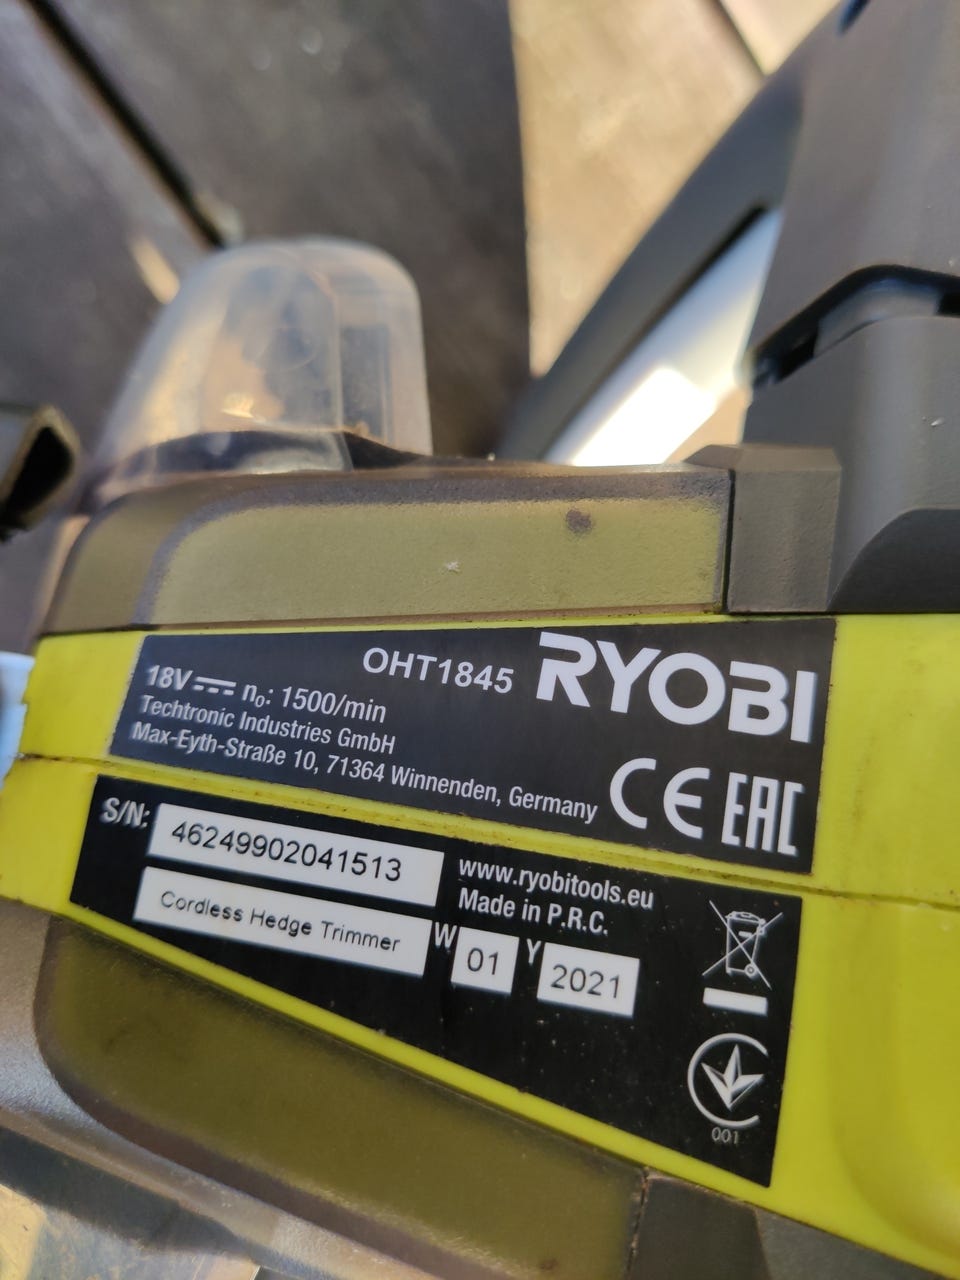 OHT1845 RYOBI
18V n₀: 1500/min
Techtronic Industries GmbH
Max-Eyth-Straße 10, 71364 Winnenden, Germany
CE EAC
S/N: 46249902041513
Cordless Hedge Trimmer
www.ryobitools.eu
Made in P.R.C.
W 01 Y 2021
001